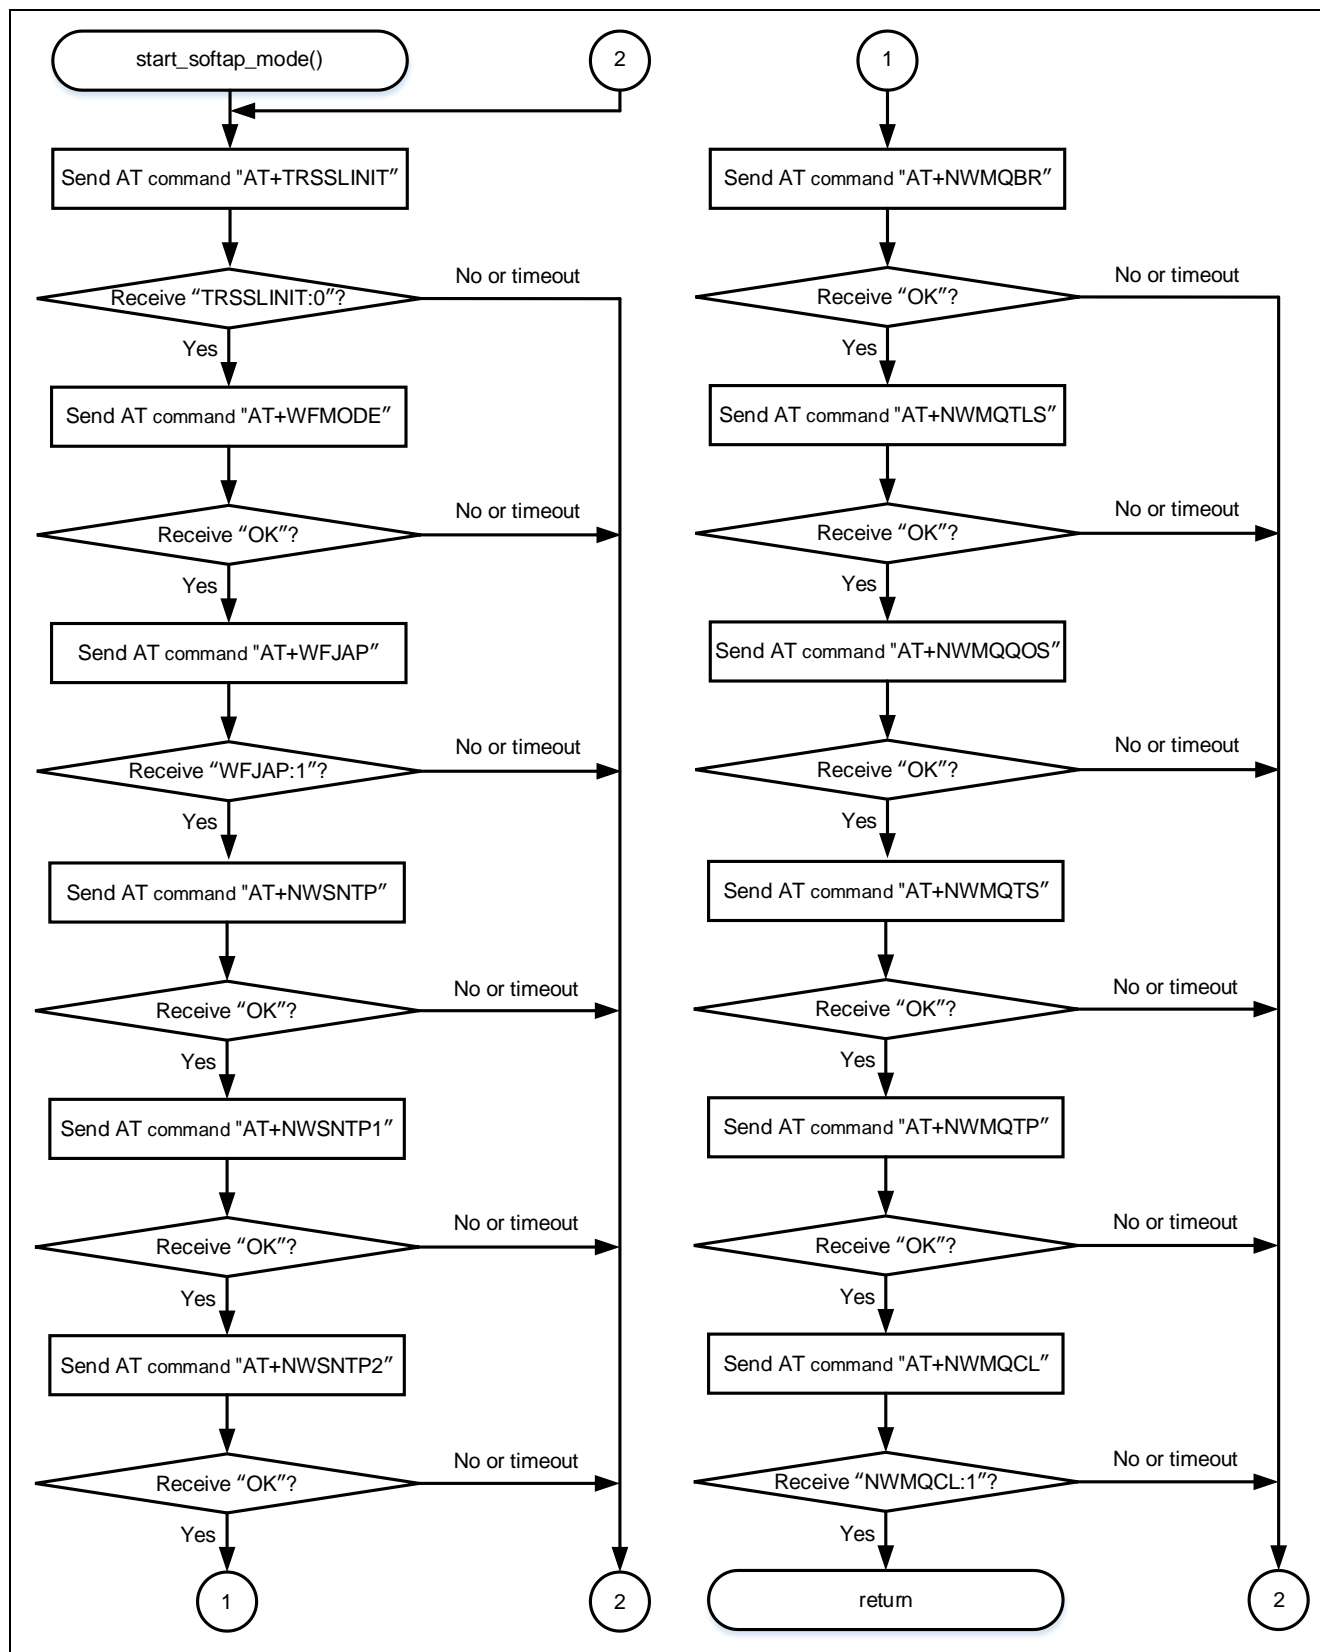 start_softap_mode()
2
Send AT command "AT+TRSSLINIT"
Receive “TRSSLINIT:0”?
No or timeout
Yes
Send AT command "AT+WFMODE"
Receive “OK”?
No or timeout
Yes
Send AT command "AT+WFJAP"
Receive “WFJAP:1”?
No or timeout
Yes
Send AT command "AT+NWSNTP"
Receive “OK”?
No or timeout
Yes
Send AT command "AT+NWSNTP1"
Receive “OK”?
No or timeout
Yes
Send AT command "AT+NWSNTP2"
Receive “OK”?
No or timeout
Yes
1
2
1
Send AT command "AT+NWMQBR"
Receive “OK”?
No or timeout
Yes
Send AT command "AT+NWMQTLS"
Receive “OK”?
No or timeout
Yes
Send AT command "AT+NWMQQOS"
Receive “OK”?
No or timeout
Yes
Send AT command "AT+NWMQTS"
Receive “OK”?
No or timeout
Yes
Send AT command "AT+NWMQTP"
Receive “OK”?
No or timeout
Yes
Send AT command "AT+NWMQCL"
Receive “NWMQCL:1”?
No or timeout
Yes
return
2